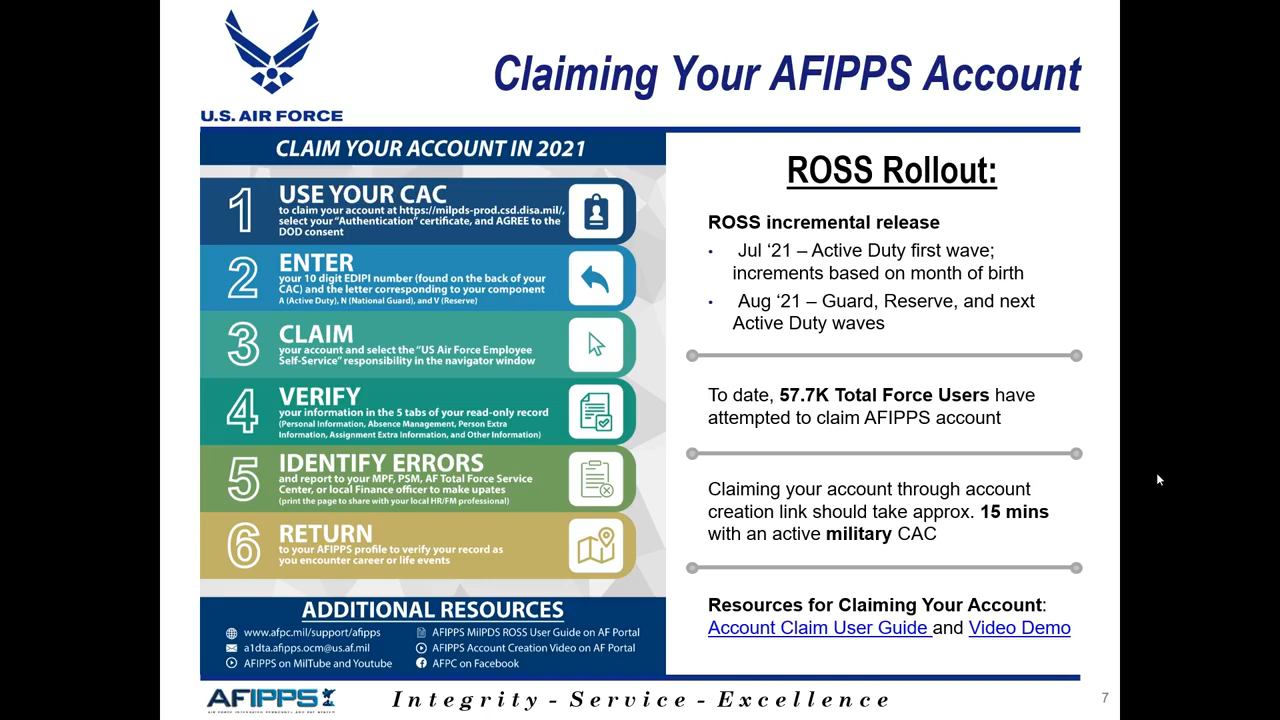 U.S. AIR FORCE
Claiming Your AFIPPS Account
CLAIM YOUR ACCOUNT IN 2021
1
USE YOUR CAC
to claim your account at https://milpds-prod.csd.disa.mil/,
select your "Authentication" certificate, and AGREE to the
DOD consent
2
ENTER
your 10 digit EDIPI number (found on the back of your
CAC) and the letter corresponding to your component
A (Active Duty), N (National Guard), and V (Reserve)
3
CLAIM
your account and select the "US Air Force Employee
Self-Service" responsibility in the navigator window
4
VERIFY
your information in the 5 tabs of your read-only record
(Personal Information, Absence Management, Person Extra
Information, Assignment Extra Information, and Other Information)
5
IDENTIFY ERRORS
and report to your MPF, PSM, AF Total Force Service
Center, or local Finance officer to make upates
(print the page to share with your local HR/FM professional)
6
RETURN
to your AFIPPS profile to verify your record as
you encounter career or life events
ADDITIONAL RESOURCES
www.afpc.mil/support/afipps
a1dta.afipps.ocm@us.af.mil
AFIPPS on MilTube and Youtube
AFIPPS MilPDS ROSS User Guide on AF Portal
AFIPPS Account Creation Video on AF Portal
AFPC on Facebook
ROSS Rollout:
ROSS incremental release
• Jul ‘21 – Active Duty first wave;
increments based on month of birth
• Aug ‘21 – Guard, Reserve, and next
Active Duty waves
To date, 57.7K Total Force Users have
attempted to claim AFIPPS account
Claiming your account through account
creation link should take approx. 15 mins
with an active military CAC
Resources for Claiming Your Account:
Account Claim User Guide and Video Demo
AFIPPS
AIR FORCE INTEGRATED PERSONNEL AND PAY SYSTEM
Integrity - Service - Excellence
7